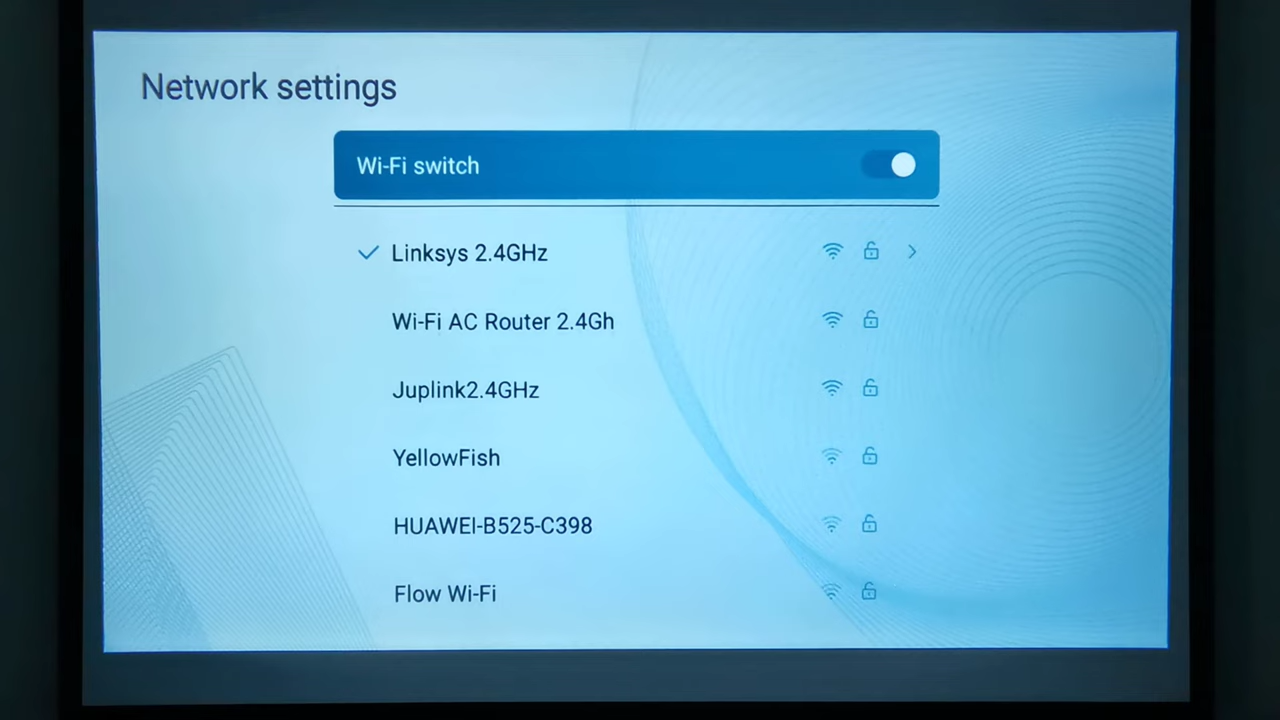 Network settings
Wi-Fi switch
Linksys 2.4GHz
Wi-Fi AC Router 2.4Gh
Juplink2.4GHz
YellowFish
HUAWEI-B525-C398
Flow Wi-Fi